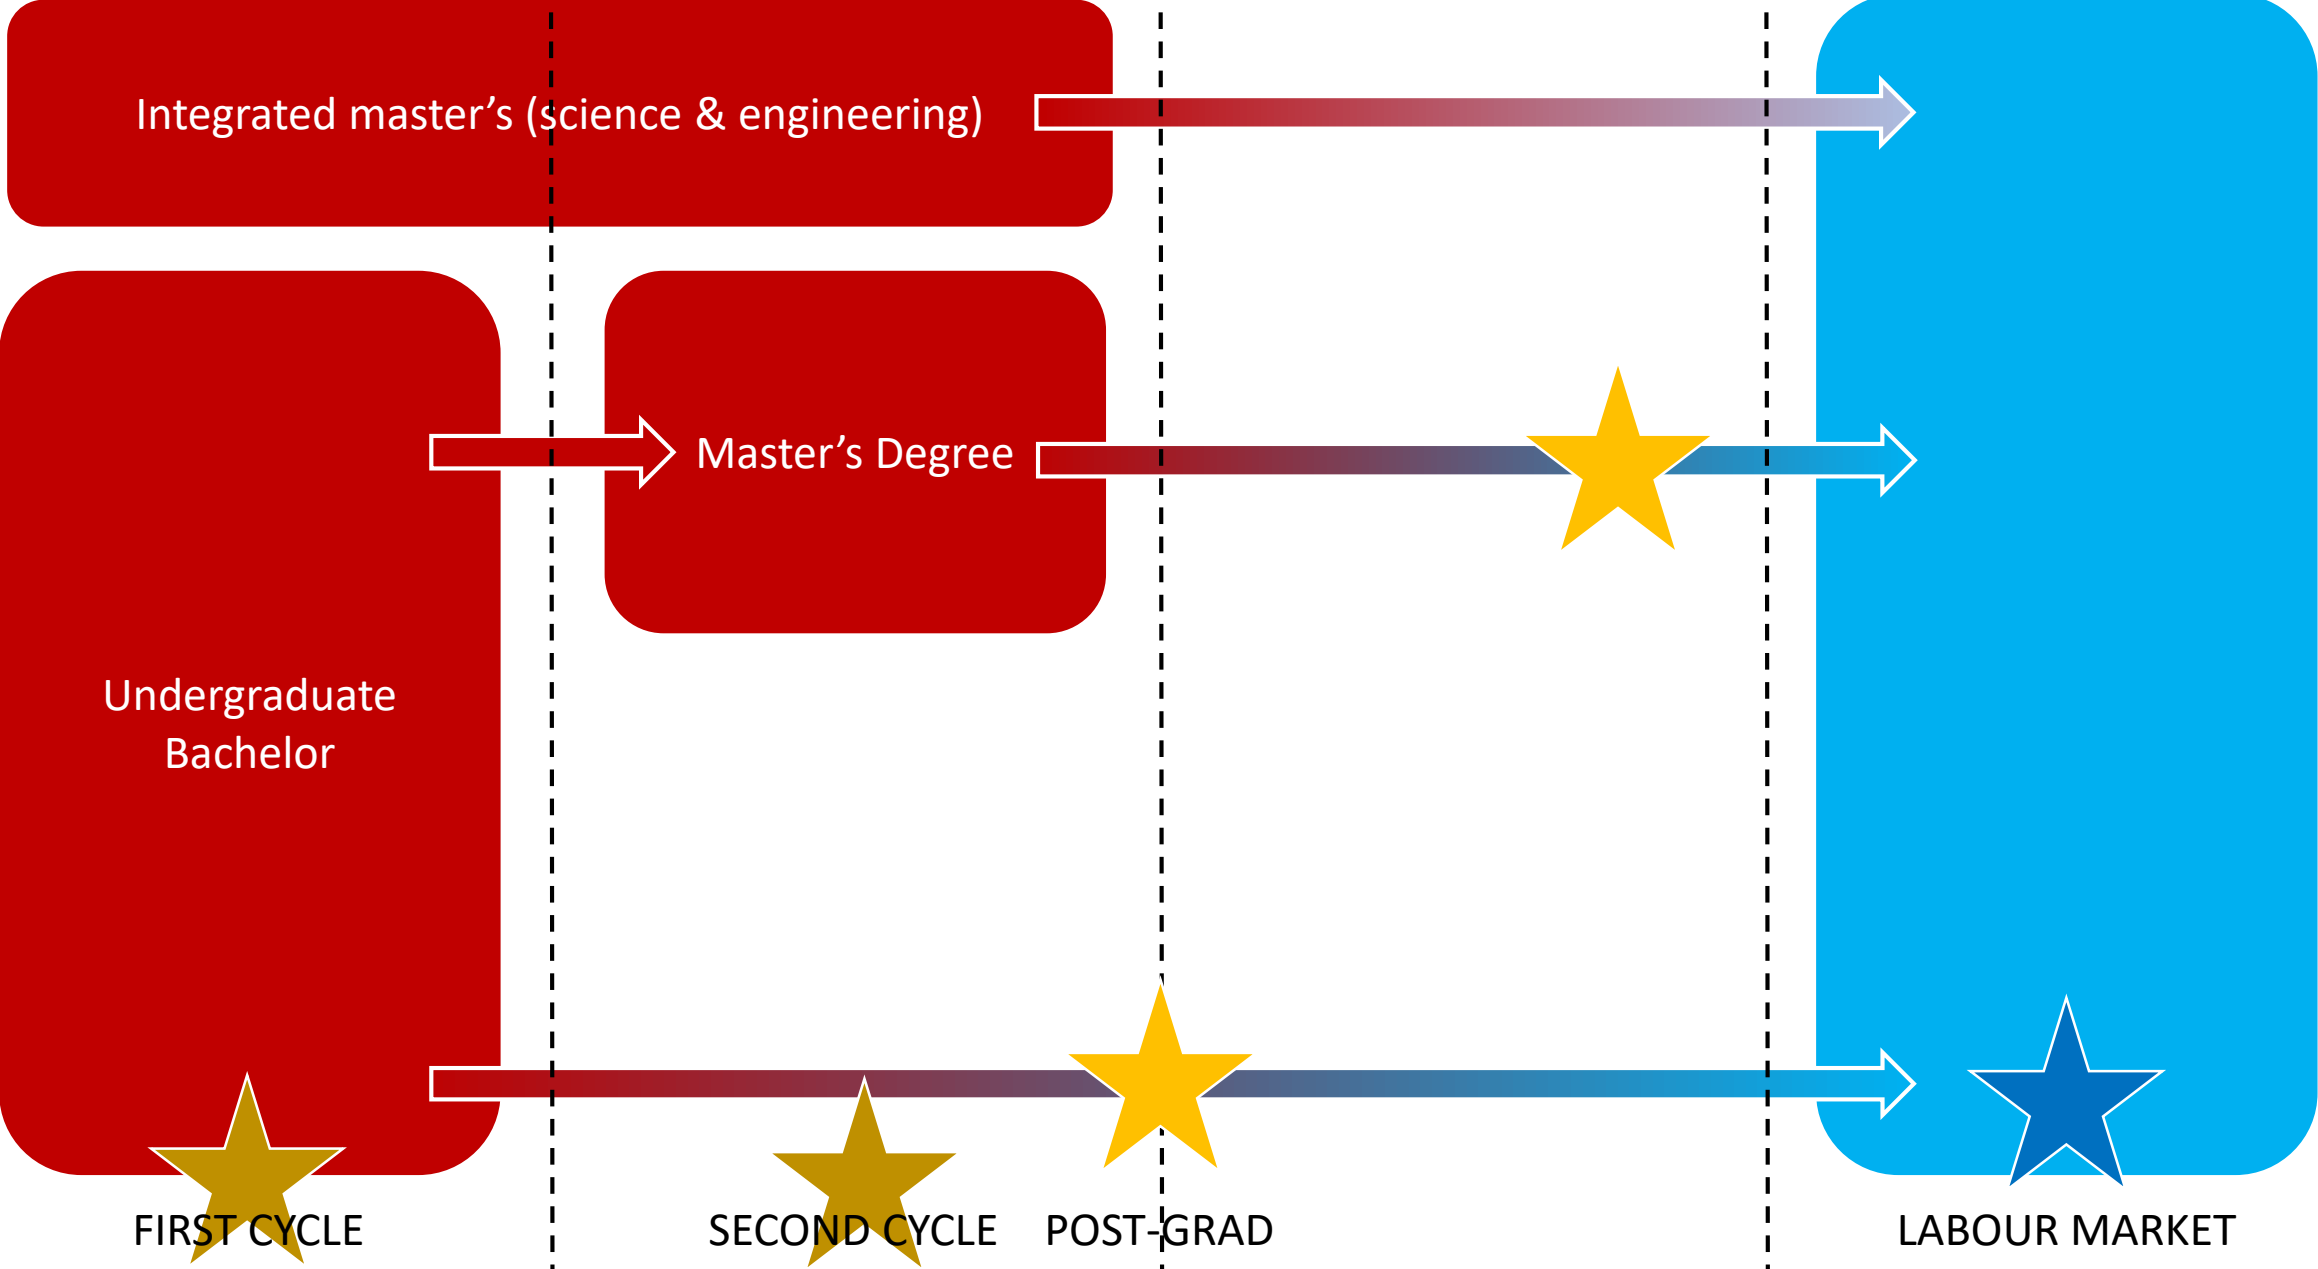 Integrated master’s (science & engineering)
Master’s Degree
Undergraduate
Bachelor
FIRST CYCLE
SECOND CYCLE
POST-GRAD
LABOUR MARKET